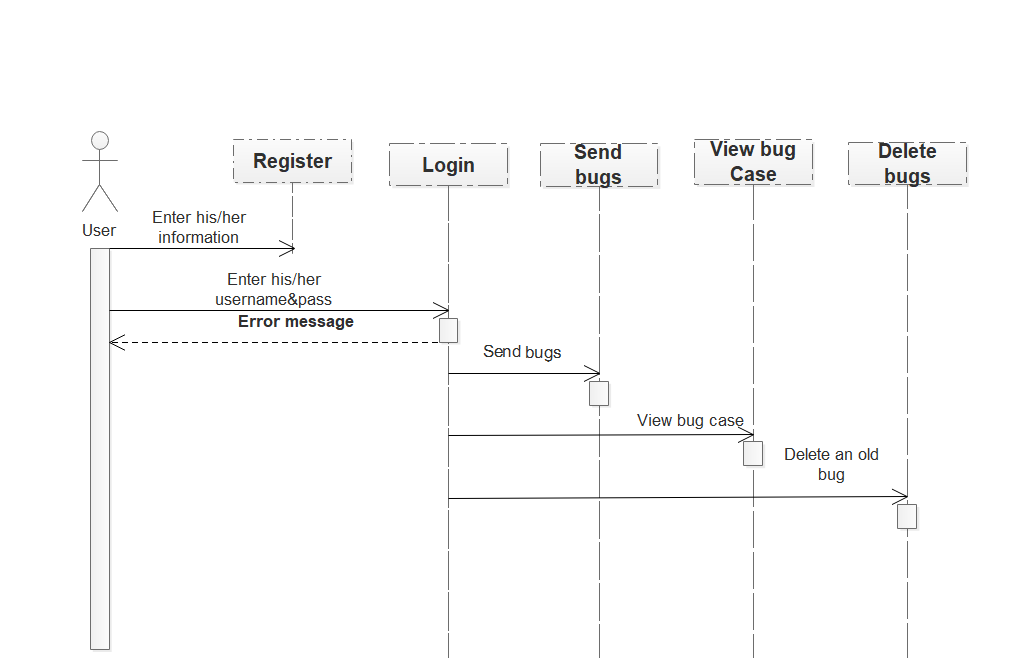 Register
Login
Send
bugs
View bug
Case
Delete
bugs
User
Enter his/her
information
Enter his/her
username&pass
Error message
Send bugs
View bug case
Delete an old
bug